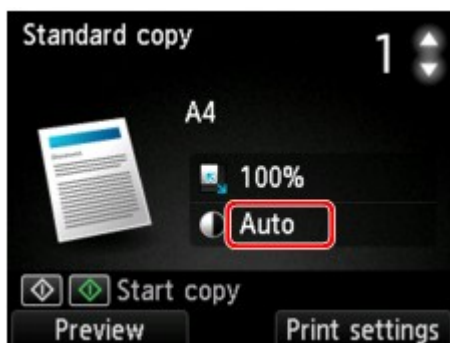 Standard copy
1
A4
100%
Auto
Start copy
Preview
Print settings